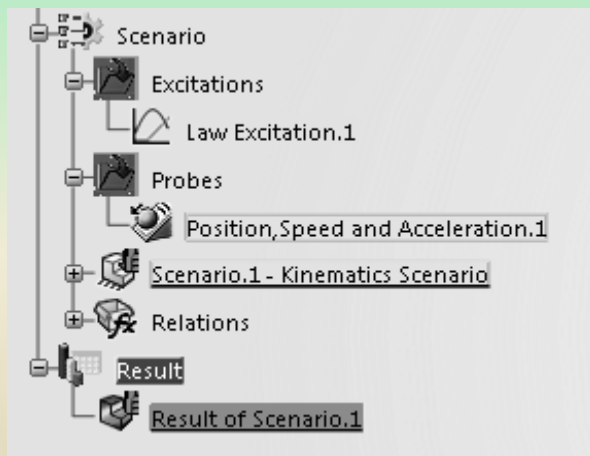 Scenario
Excitations
Law Excitation.1
Probes
Position,Speed and Acceleration.1
Scenario.1 - Kinematics Scenario
Relations
Result
Result of Scenario.1